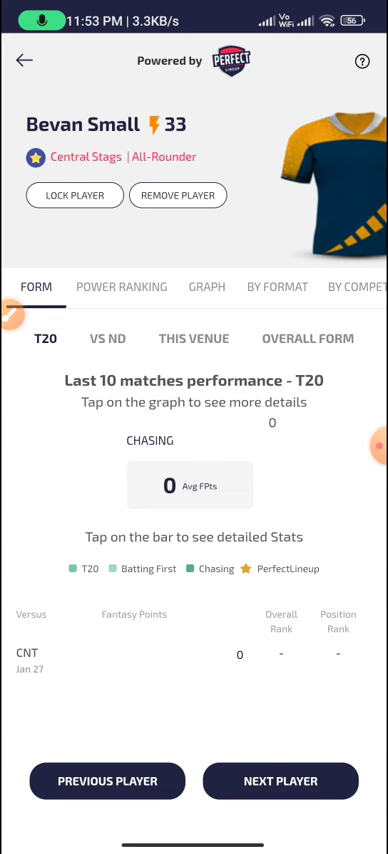 11:53 PM | 3.3KB/s
Vo
WiFi
56
Powered by
PERFECT
LINEUP
?
Bevan Small 33
Central Stags | All-Rounder
LOCK PLAYER
REMOVE PLAYER
FORM
POWER RANKING
GRAPH
BY FORMAT
BY COMPET
T20
VS ND
THIS VENUE
OVERALL FORM
Last 10 matches performance - T20
Tap on the graph to see more details
0
CHASING
0 Avg FPts
Tap on the bar to see detailed Stats
T20
Batting First
Chasing
PerfectLineup
Versus
Fantasy Points
Overall
Rank
Position
Rank
CNT
Jan 27
0
-
-
PREVIOUS PLAYER
NEXT PLAYER